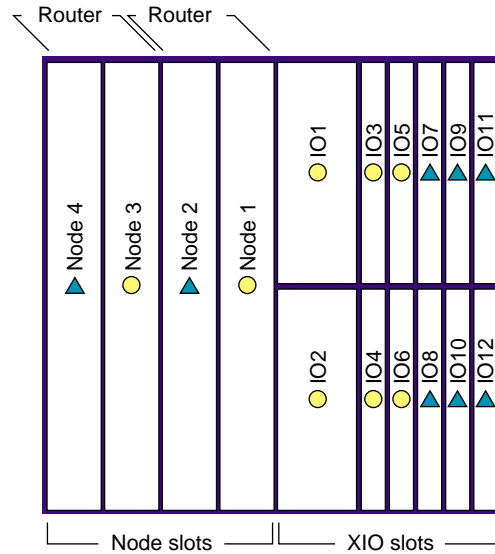 Router
Router
Node 4
Node 3
Node 2
Node 1
IO1
IO3
IO5
IO7
IO9
IO11
IO2
IO4
IO6
IO8
IO10
IO12
Node slots
XIO slots